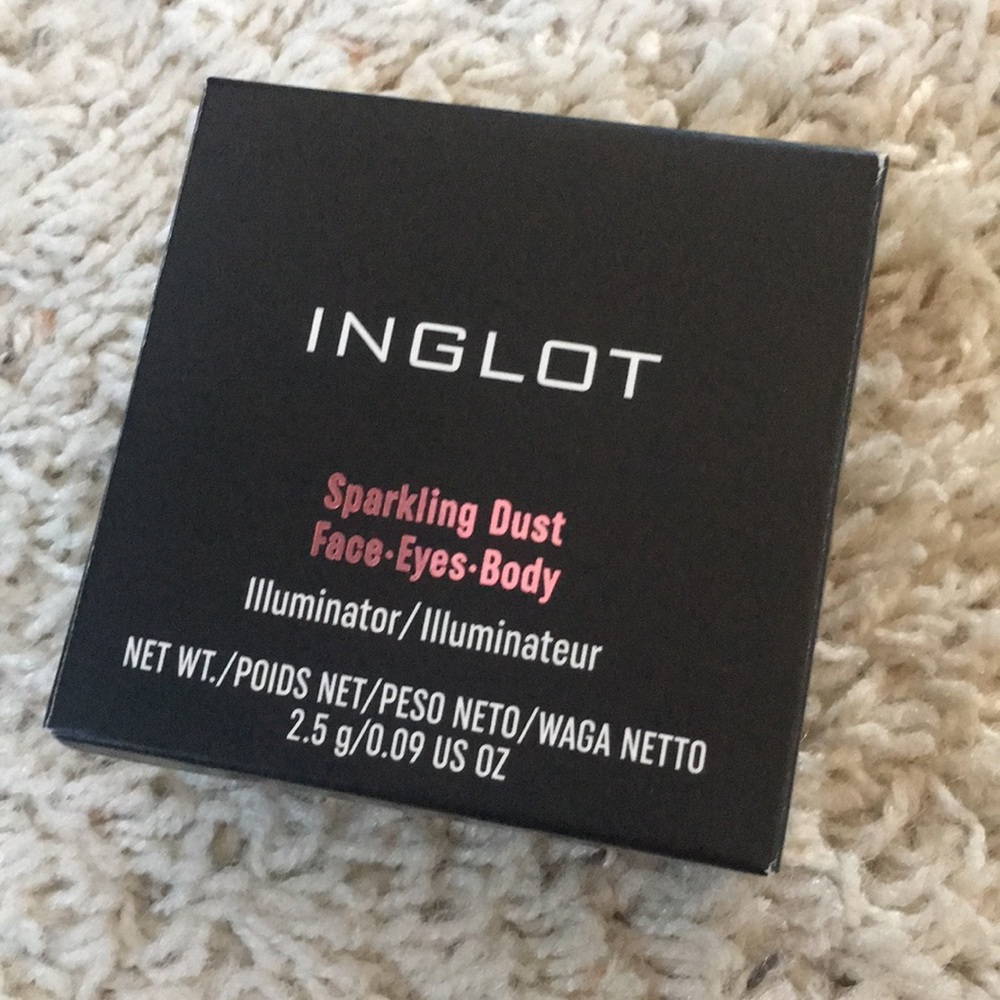 INGLOT
Sparkling Dust
Face·Eyes·Body
Illuminator/Illuminateur
NET WT./POIDS NET/PESO NETO/WAGA NETTO
2.5 g/0.09 US OZ